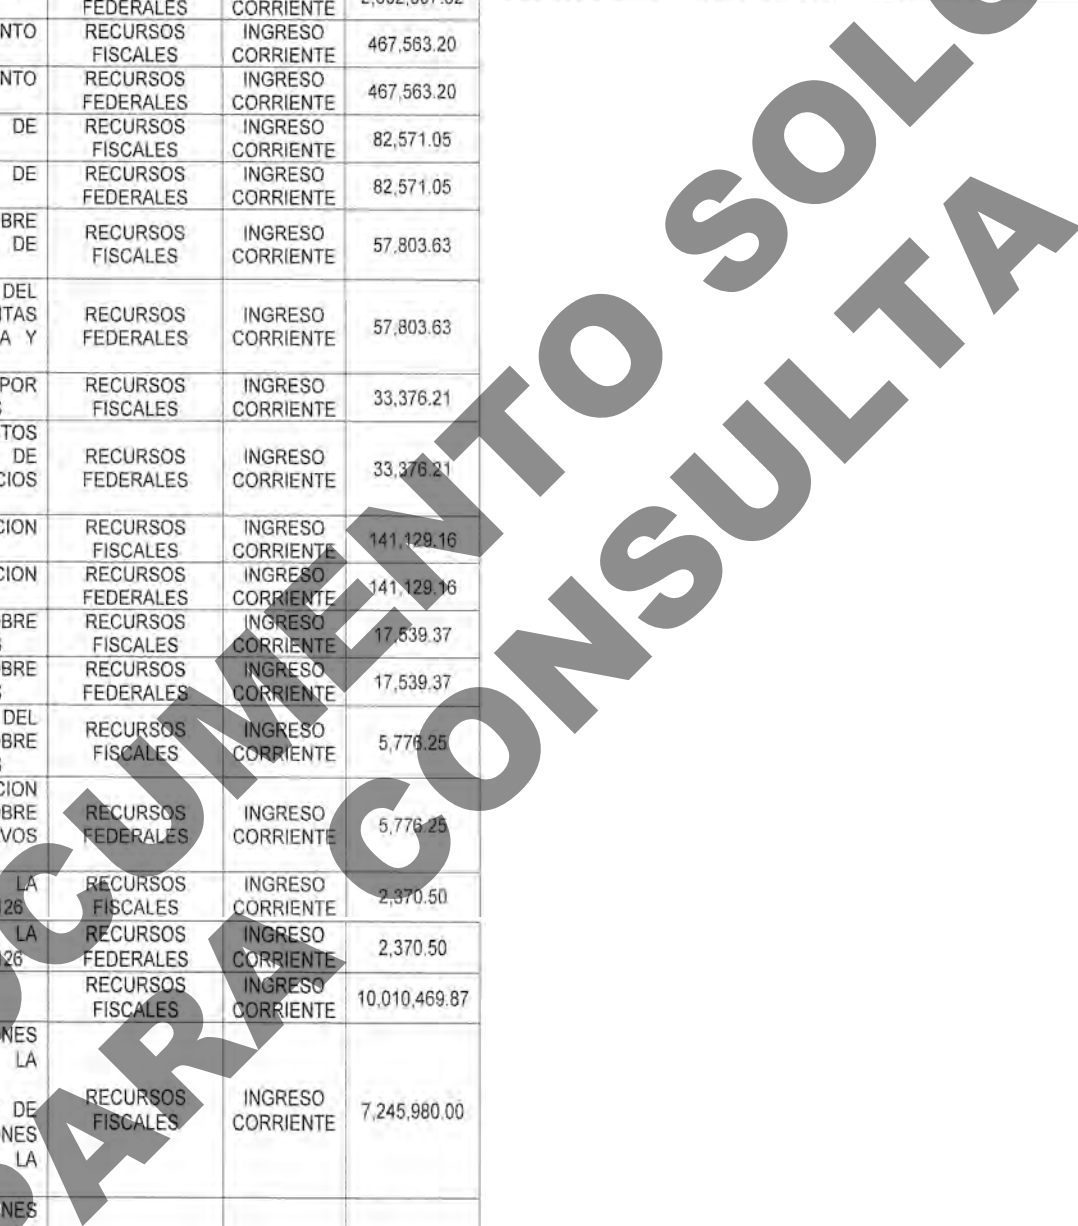 FEDERALES CORRIENTE
NTO RECURSOS FISCALES INGRESO CORRIENTE 467,563.20
NTO RECURSOS FEDERALES INGRESO CORRIENTE 467,563.20
DE RECURSOS FISCALES INGRESO CORRIENTE 82,571.05
DE RECURSOS FEDERALES INGRESO CORRIENTE 82,571.05
BRE DE RECURSOS FISCALES INGRESO CORRIENTE 57,803.63
DEL TAS A Y RECURSOS FEDERALES INGRESO CORRIENTE 57,803.63
POR RECURSOS FISCALES INGRESO CORRIENTE 33,376.21
TOS DE CIOS RECURSOS FEDERALES INGRESO CORRIENTE 33,376.21
CION RECURSOS FISCALES INGRESO CORRIENTE 141,129.16
CION RECURSOS FEDERALES INGRESO CORRIENTE 141,129.16
OBRE RECURSOS FISCALES INGRESO CORRIENTE 17,539.37
BRE RECURSOS FEDERALES INGRESO CORRIENTE 17,539.37
DEL OBRE RECURSOS FISCALES INGRESO CORRIENTE 5,776.25
CION OBRE VOS RECURSOS FEDERALES INGRESO CORRIENTE 5,776.25
LA 126 RECURSOS FISCALES INGRESO CORRIENTE 2,370.50
LA 126 RECURSOS FEDERALES INGRESO CORRIENTE 2,370.50
RECURSOS FISCALES INGRESO CORRIENTE 10,010,469.87
NES LA DE NES LA RECURSOS FISCALES INGRESO CORRIENTE 7,245,980.00
NES
CUMENTO SOLO
PARA CONSULTA